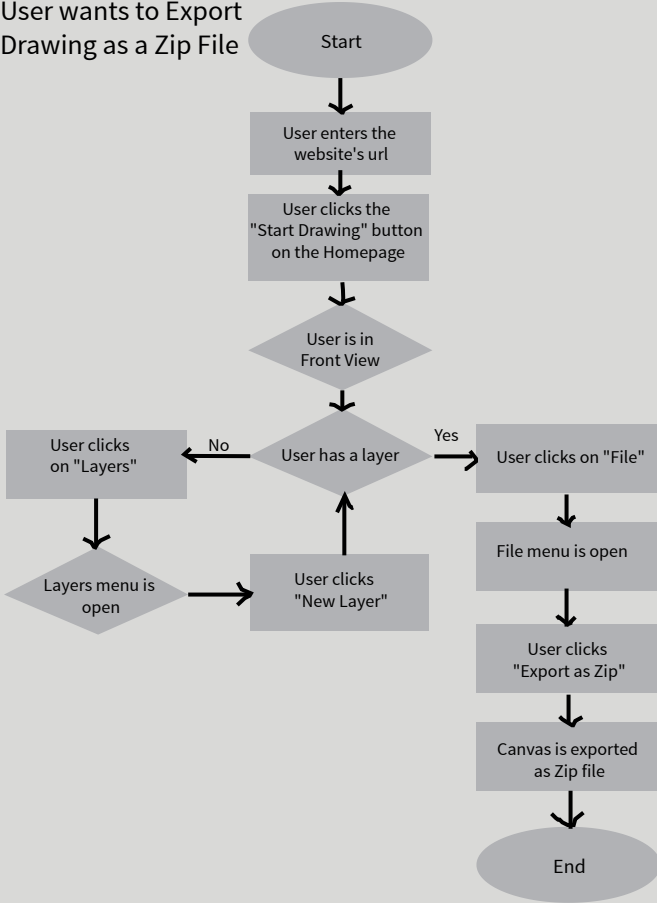 User wants to Export
Drawing as a Zip File
Start
User enters the
website's url
User clicks the
"Start Drawing" button
on the Homepage
User is in
Front View
User has a layer
No
Yes
User clicks
on "Layers"
Layers menu is
open
User clicks
"New Layer"
User clicks on "File"
File menu is open
User clicks
"Export as Zip"
Canvas is exported
as Zip file
End